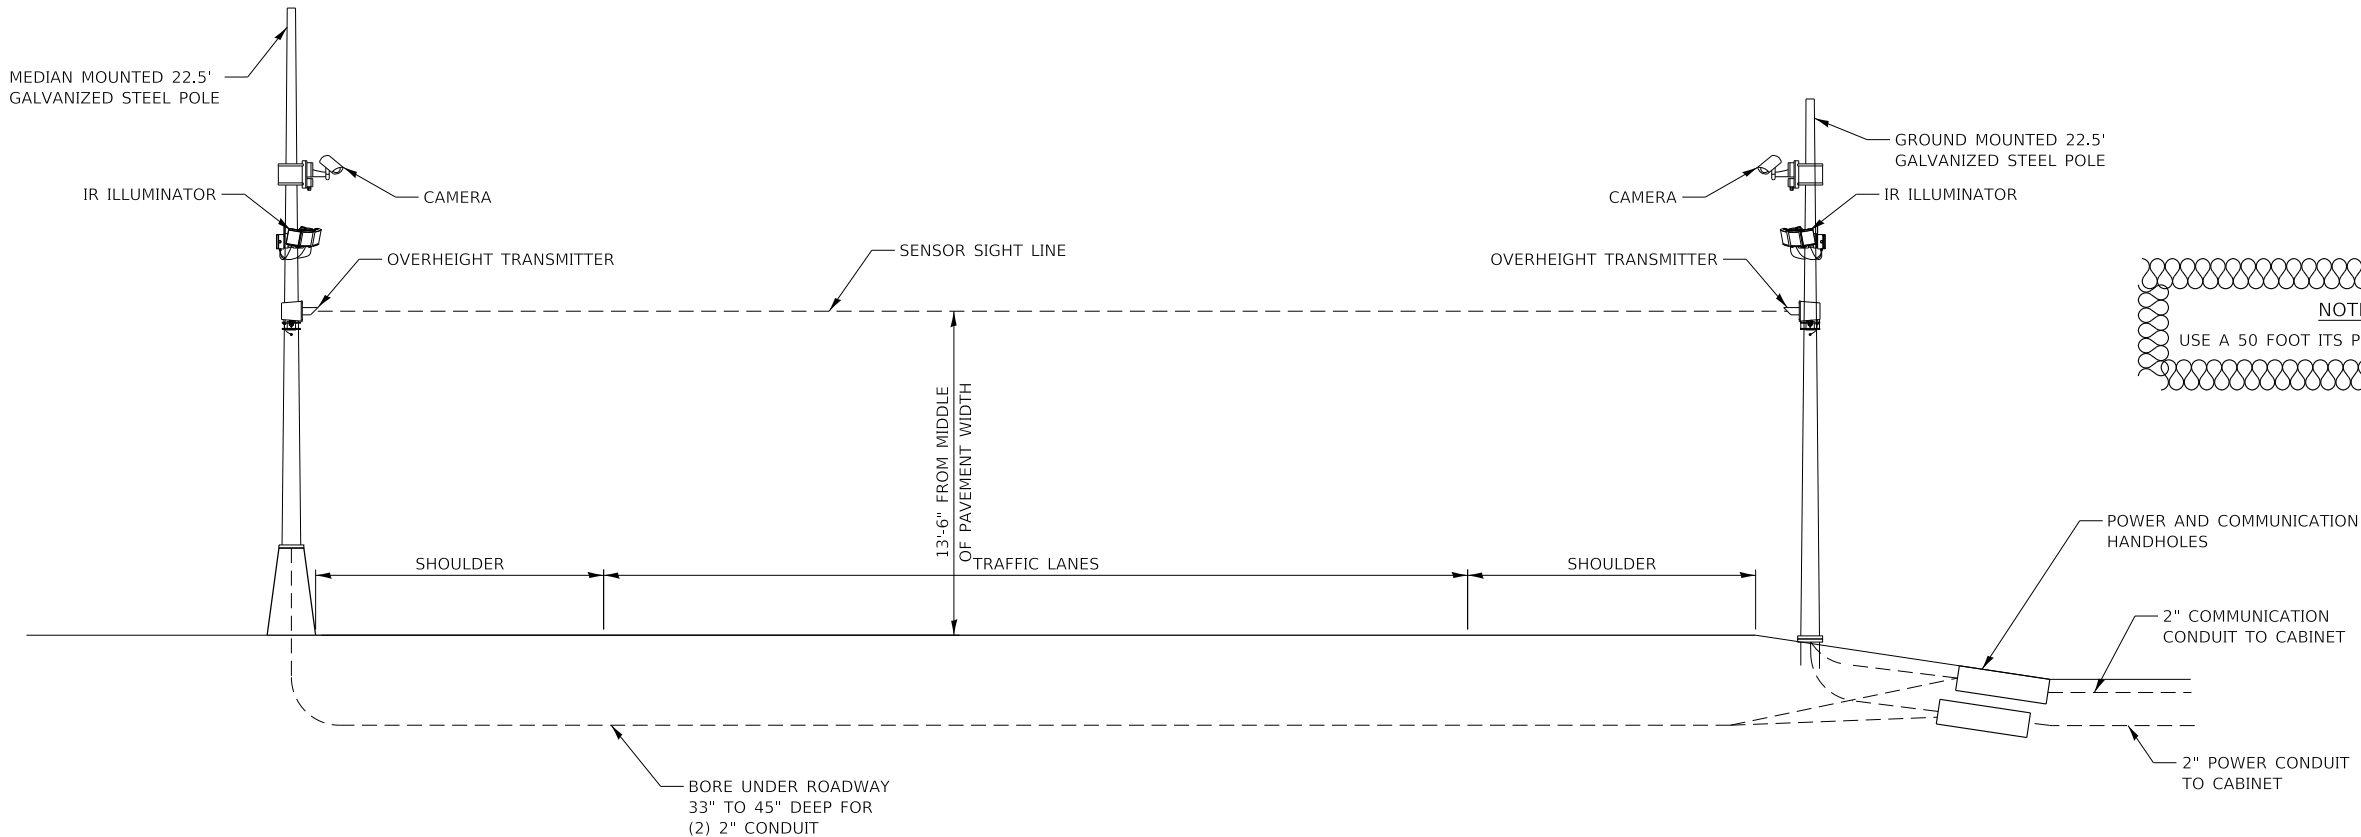 MEDIAN MOUNTED 22.5'
GALVANIZED STEEL POLE
IR ILLUMINATOR
CAMERA
OVERHEIGHT TRANSMITTER
SENSOR SIGHT LINE
GROUND MOUNTED 22.5'
GALVANIZED STEEL POLE
CAMERA
IR ILLUMINATOR
OVERHEIGHT TRANSMITTER
USE A 50 FOOT ITS
13'-6" FROM MIDDLE
OF PAVEMENT WIDTH
SHOULDER
TRAFFIC LANES
SHOULDER
POWER AND COMMUNICATION
HANDHOLES
2" COMMUNICATION
CONDUIT TO CABINET
2" POWER CONDUIT
TO CABINET
BORE UNDER ROADWAY
33" TO 45" DEEP FOR
(2) 2" CONDUIT